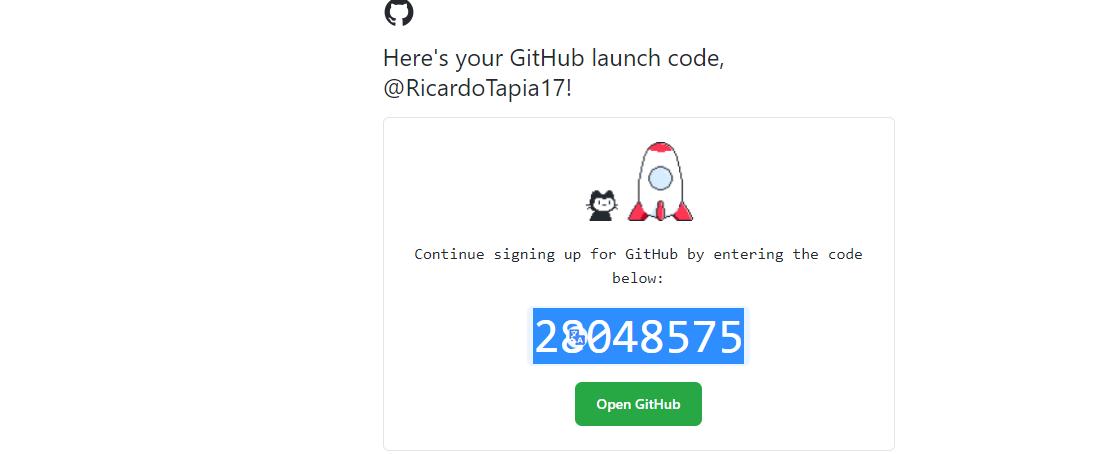 Here's your GitHub launch code,
@RicardoTapia17!
Continue signing up for GitHub by entering the code
below:
28048575
Open GitHub